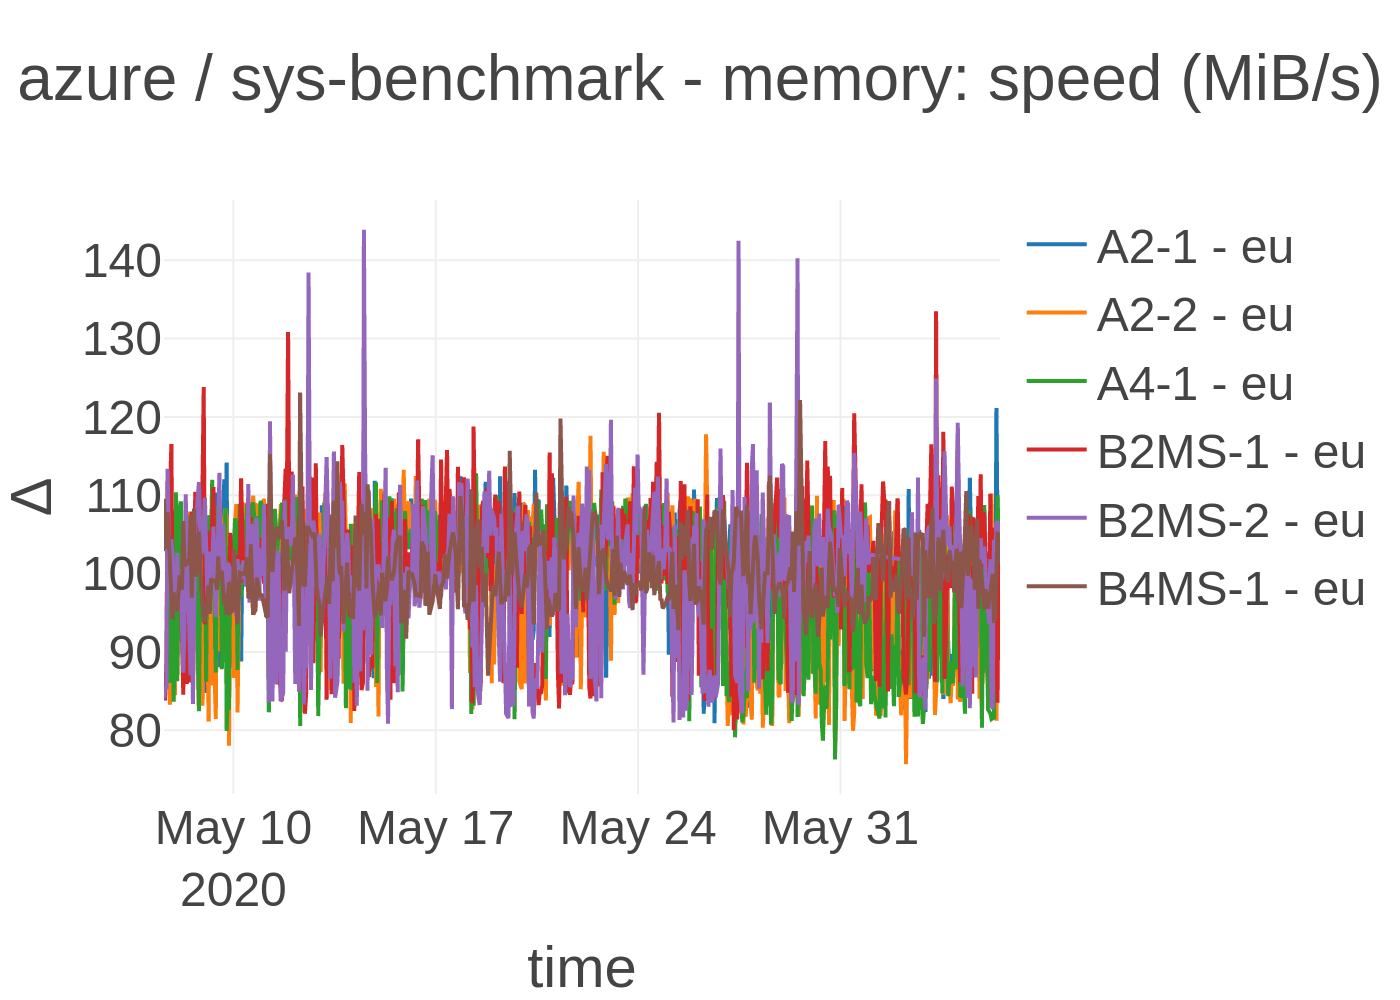 azure / sys-benchmark - memory: speed (MiB/s)
140
130
120
110
100
90
80
Δ
May 10
2020
May 17
May 24
May 31
time
A2-1 - eu
A2-2 - eu
A4-1 - eu
B2MS-1 - eu
B2MS-2 - eu
B4MS-1 - eu